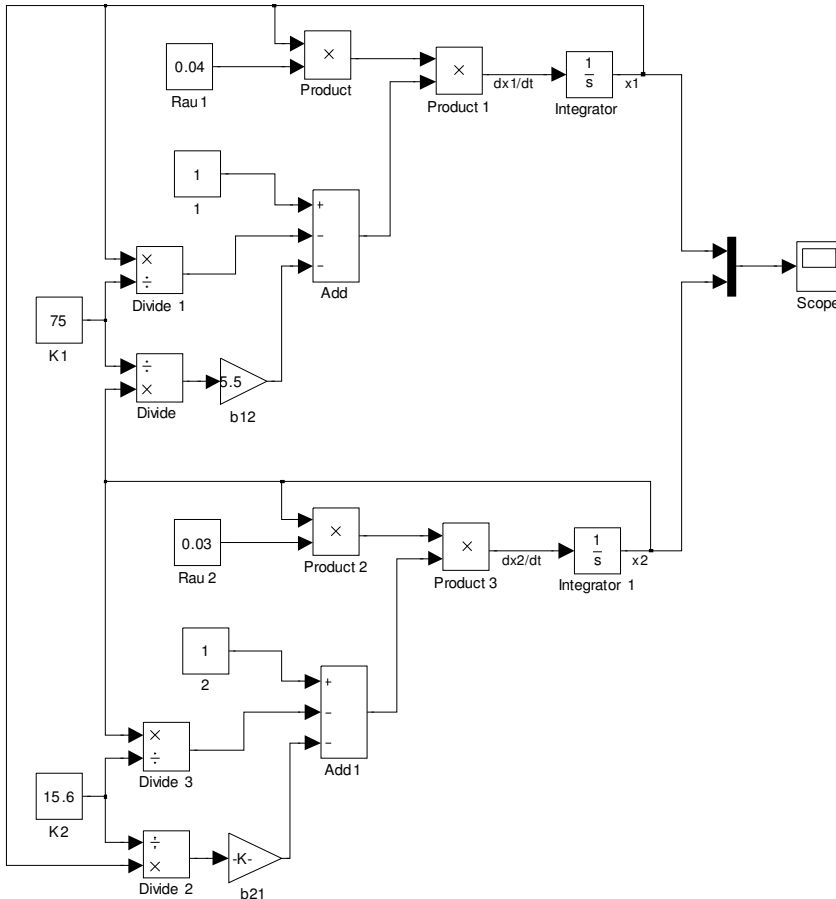 0.04
Rau 1
×
Product
×
Product 1
dx1/dt
1
s
Integrator
x1
1
1
+
−
−
Add
×
÷
Divide 1
75
K1
÷
×
Divide
5.5
b12
Scope
0.03
Rau 2
×
Product 2
×
Product 3
dx2/dt
1
s
Integrator 1
x2
1
2
+
−
−
Add 1
×
÷
Divide 3
15.6
K2
÷
×
Divide 2
-K-
b21